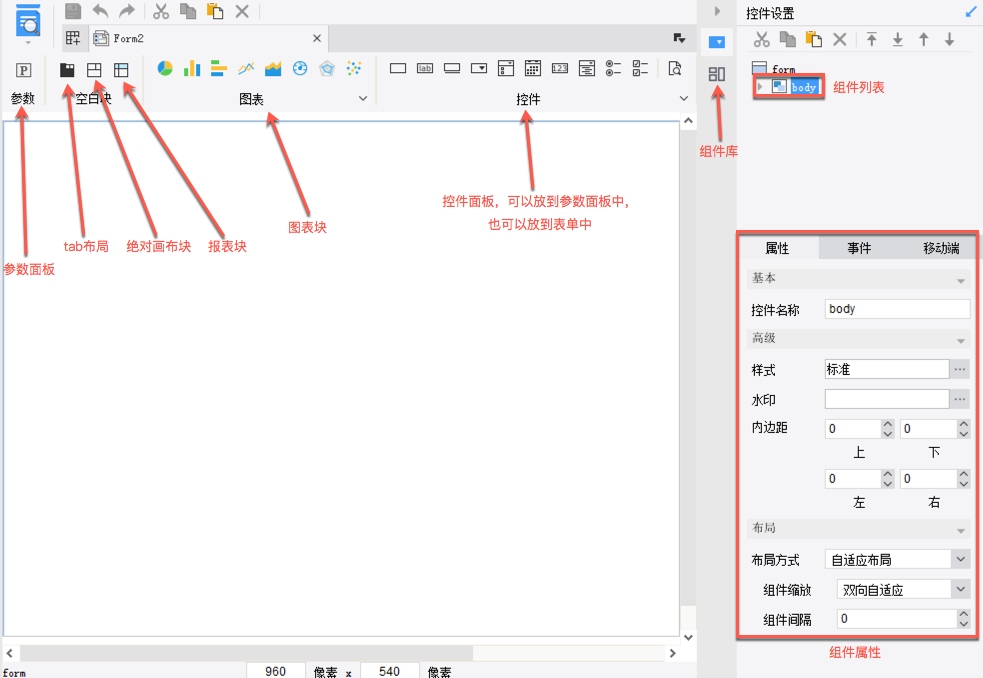 控件设置
Form2
form
body
组件列表
参数
空白块
图表
控件
组件库
控件面板，可以放到参数面板中，
也可以放到表单中
图表块
tab布局
绝对画布块
报表块
参数面板
属性
事件
移动端
基本
控件名称
body
高级
样式
标准
水印
内边距
0
0
上
下
0
0
左
右
布局
布局方式
自适应布局
组件缩放
双向自适应
组件间隔
0
组件属性
form
960
像素
x
540
像素